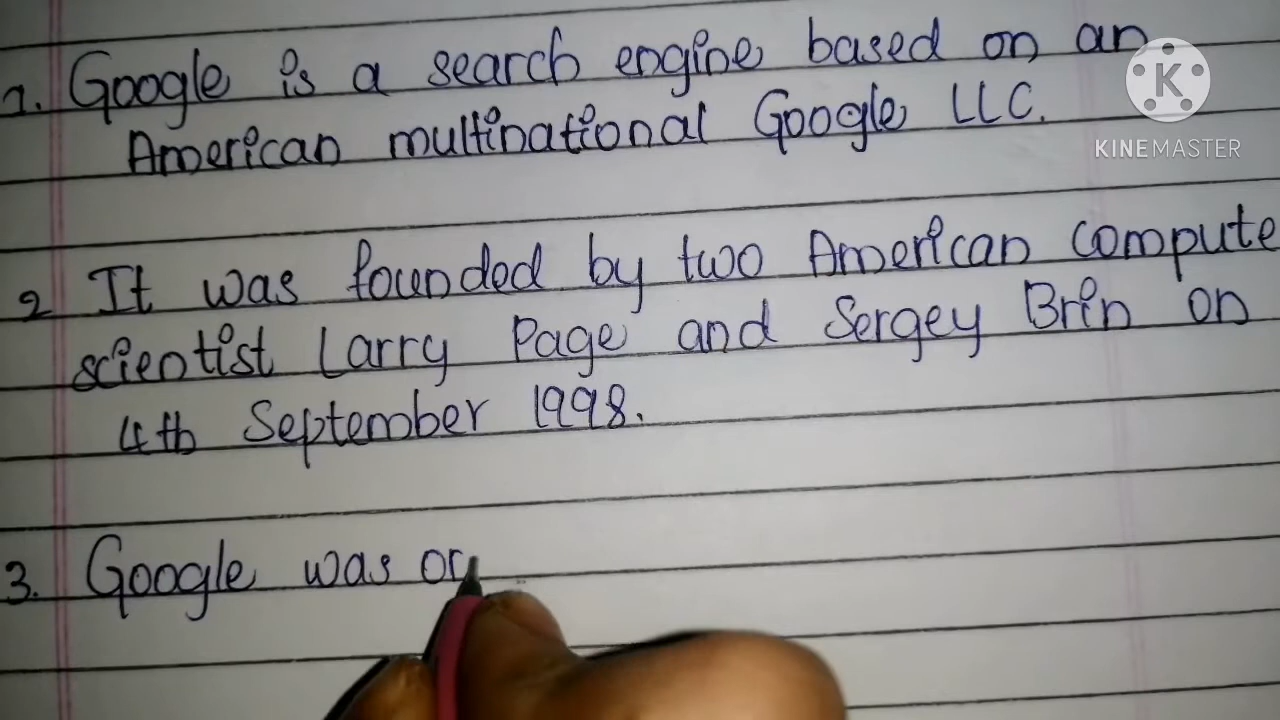 1. Google is a search engine based on an
American multinational Google LLC.
2 It was founded by two American compute
scientist Larry Page and Sergey Brin on
4th September 1998.
3. Google was or
K
KINEMASTER